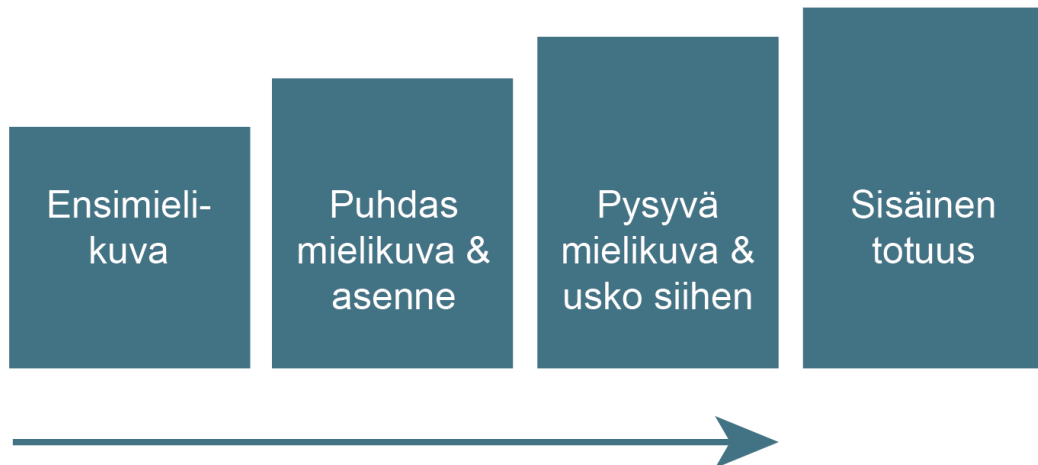 Ensimieli-
kuva
Puhdas
mielikuva &
asenne
Pysyvä
mielikuva &
usko siihen
Sisäinen
totuus